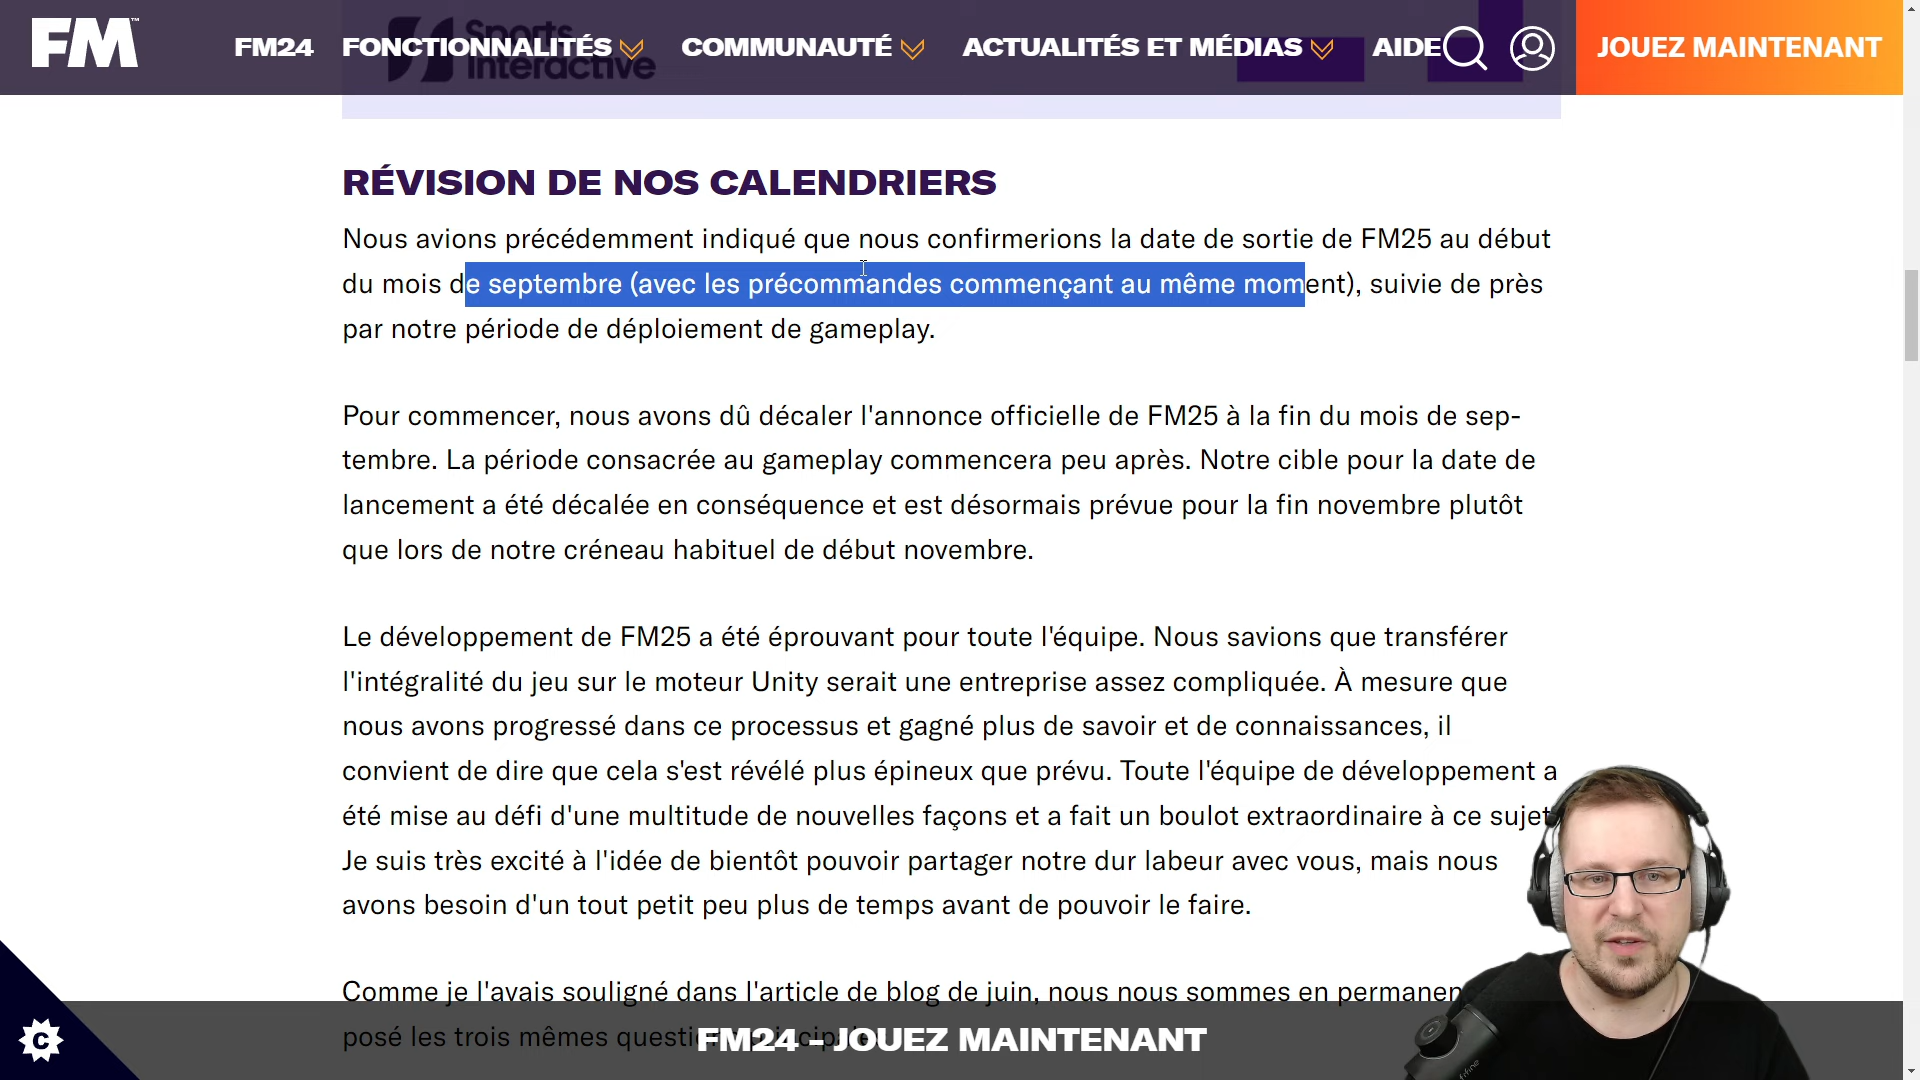 FM™
FM24 FONCTIONNALITÉS COMMUNAUTÉ ACTUALITÉS ET MÉDIAS AIDE JOUEZ MAINTENANT
Sports
Interactive
RÉVISION DE NOS CALENDRIERS
Nous avions précédemment indiqué que nous confirmerions la date de sortie de FM25 au début
du mois de septembre (avec les précommandes commençant au même moment), suivie de près
par notre période de déploiement de gameplay.
Pour commencer, nous avons dû décaler l'annonce officielle de FM25 à la fin du mois de sep-
tembre. La période consacrée au gameplay commencera peu après. Notre cible pour la date de
lancement a été décalée en conséquence et est désormais prévue pour la fin novembre plutôt
que lors de notre créneau habituel de début novembre.
Le développement de FM25 a été éprouvant pour toute l'équipe. Nous savions que transférer
l'intégralité du jeu sur le moteur Unity serait une entreprise assez compliquée. À mesure que
nous avons progressé dans ce processus et gagné plus de savoir et de connaissances, il
convient de dire que cela s'est révélé plus épineux que prévu. Toute l'équipe de développement a
été mise au défi d'une multitude de nouvelles façons et a fait un boulot extraordinaire à ce sujet
Je suis très excité à l'idée de bientôt pouvoir partager notre dur labeur avec vous, mais nous
avons besoin d'un tout petit peu plus de temps avant de pouvoir le faire.
Comme je l'avais souligné dans l'article de blog de juin, nous nous sommes en
posé les trois mêmes
FM24 - JOUEZ MAINTENANT
C
fifine